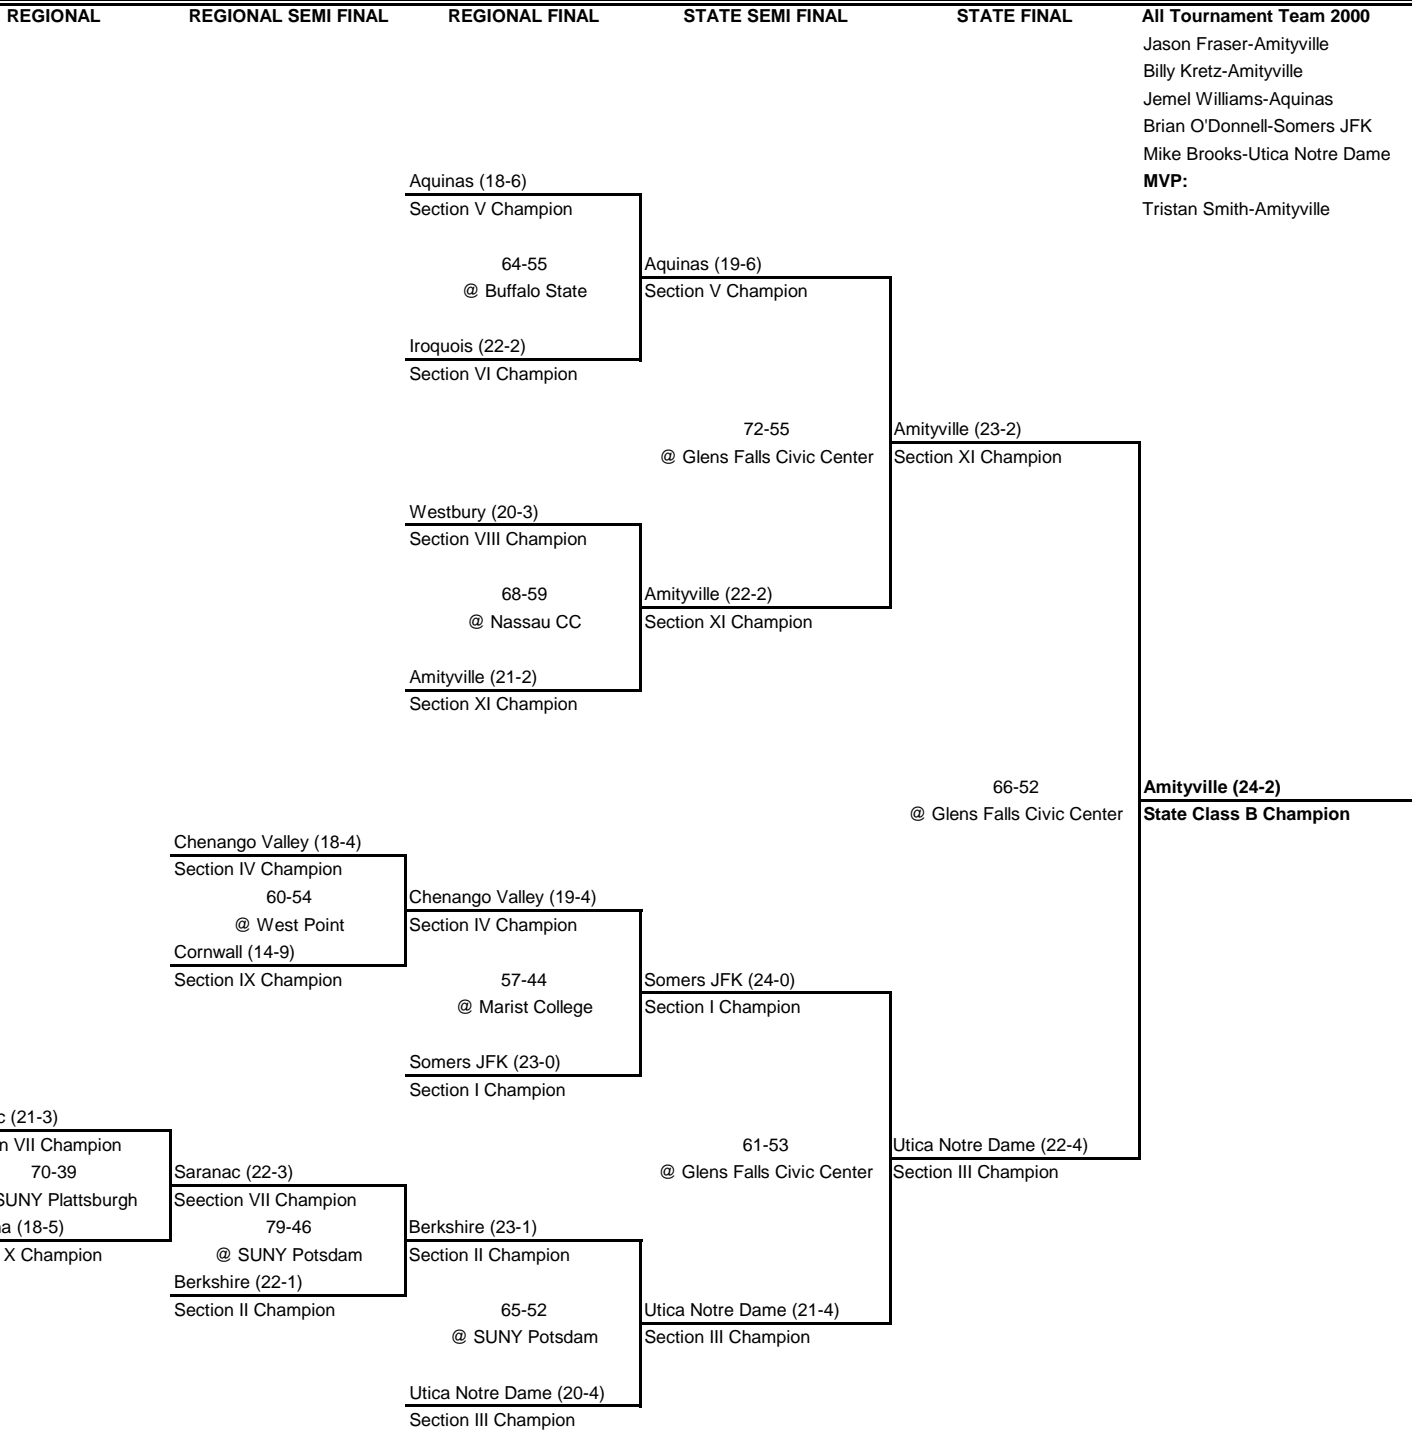 REGIONAL REGIONAL SEMI FINAL REGIONAL FINAL STATE SEMI FINAL STATE FINAL All Tournament Team 2000
Jason Fraser-Amityville
Billy Kretz-Amityville
Jemel Williams-Aquinas
Brian O'Donnell-Somers JFK
Mike Brooks-Utica Notre Dame
Aquinas (18-6) MVP:
Section V Champion Tristan Smith-Amityville
64-55 Aquinas (19-6)
@ Buffalo State Section V Champion
Iroquois (22-2)
Section VI Champion
72-55 Amityville (23-2)
@ Glens Falls Civic Center Section XI Champion
Westbury (20-3)
Section VIII Champion
68-59 Amityville (22-2)
@ Nassau CC Section XI Champion
Amityville (21-2)
Section XI Champion
66-52 Amityville (24-2)
@ Glens Falls Civic Center State Class B Champion
Chenango Valley (18-4)
Section IV Champion
60-54 Chenango Valley (19-4)
@ West Point Section IV Champion
Cornwall (14-9)
Section IX Champion 57-44 Somers JFK (24-0)
@ Marist College Section I Champion
Somers JFK (23-0)
Section I Champion
(21-3)
VII Champion 61-53 Utica Notre Dame (22-4)
70-39 Saranac (22-3) @ Glens Falls Civic Center Section III Champion
SUNY Plattsburgh Seection VII Champion
(18-5) 79-46 Berkshire (23-1)
X Champion @ SUNY Potsdam Section II Champion
Berkshire (22-1)
Section II Champion 65-52 Utica Notre Dame (21-4)
@ SUNY Potsdam Section III Champion
Utica Notre Dame (20-4)
Section III Champion